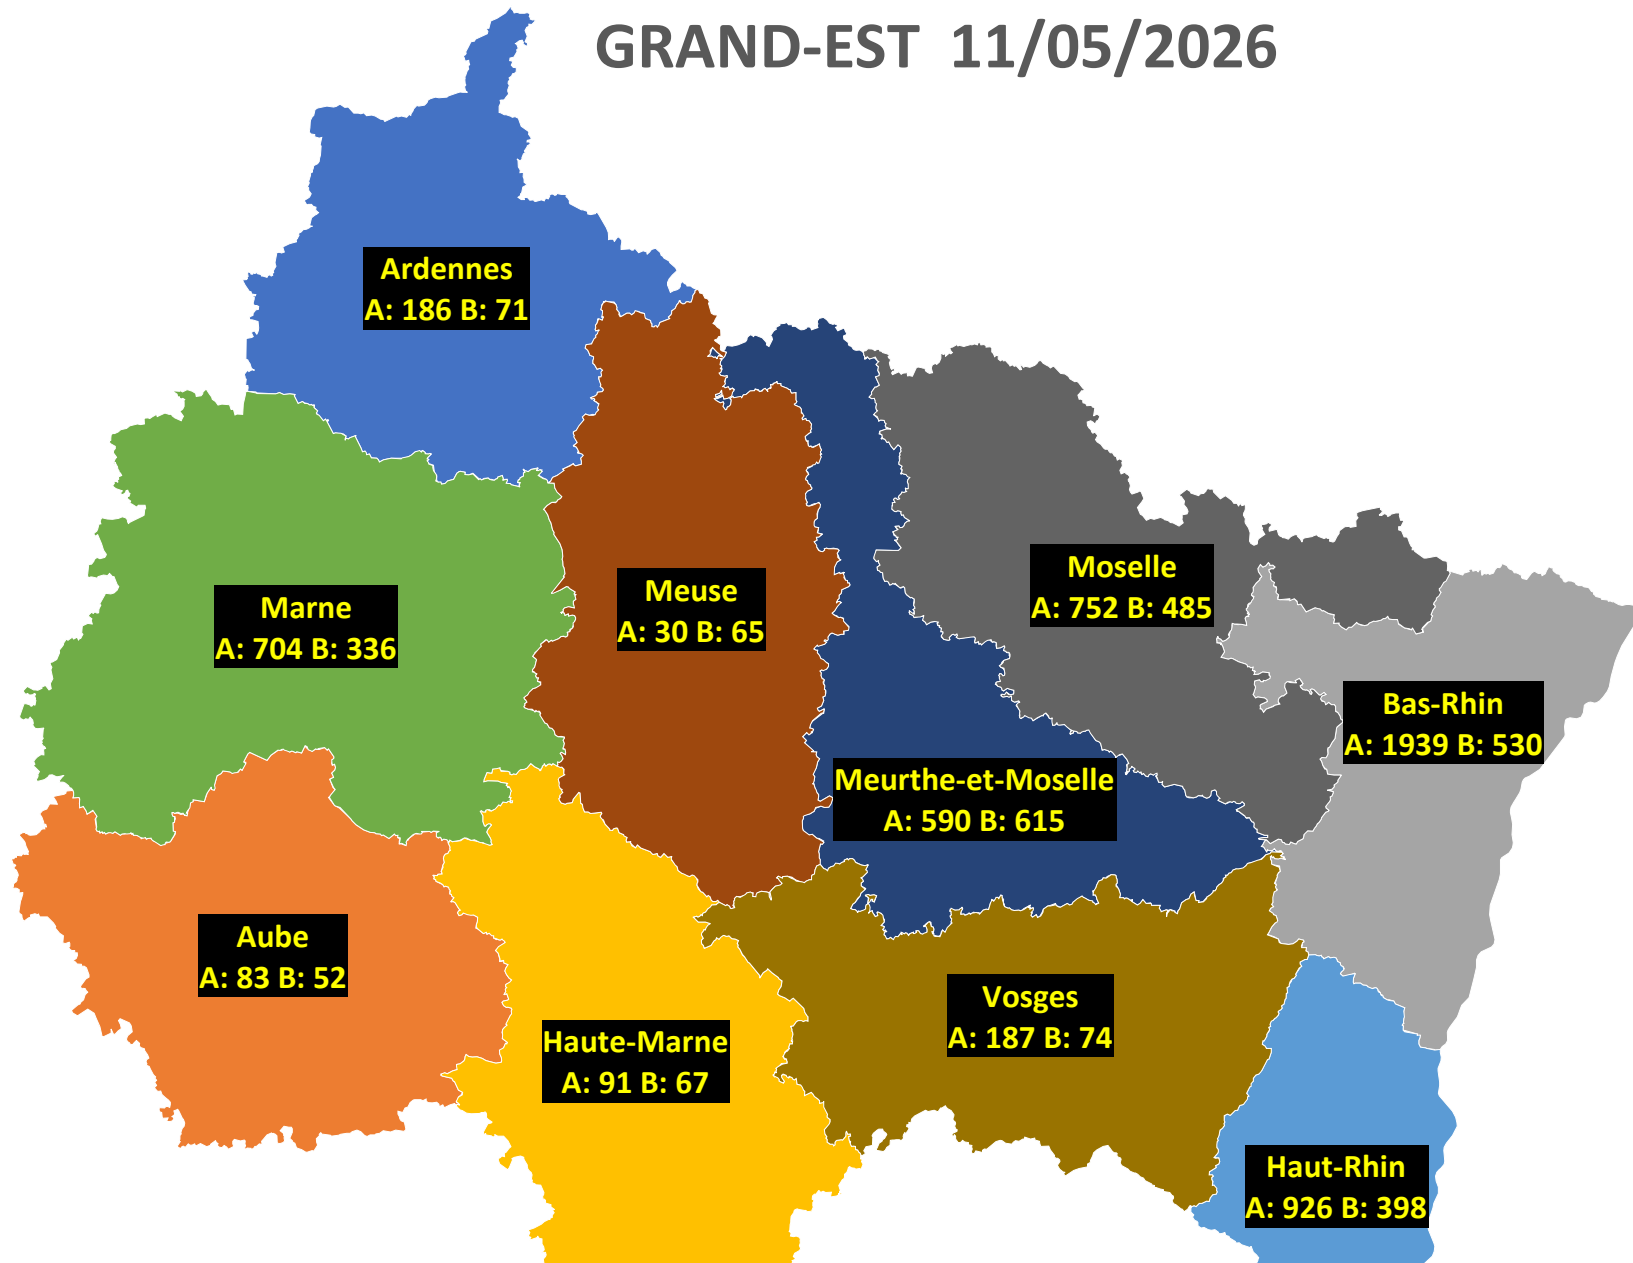 GRAND-EST 11/05/2026
Ardennes
A: 186 B: 71
Marne
A: 704 B: 336
Meuse
A: 30 B: 65
Moselle
A: 752 B: 485
Bas-Rhin
A: 1939 B: 530
Meurthe-et-Moselle
A: 590 B: 615
Aube
A: 83 B: 52
Haute-Marne
A: 91 B: 67
Vosges
A: 187 B: 74
Haut-Rhin
A: 926 B: 398